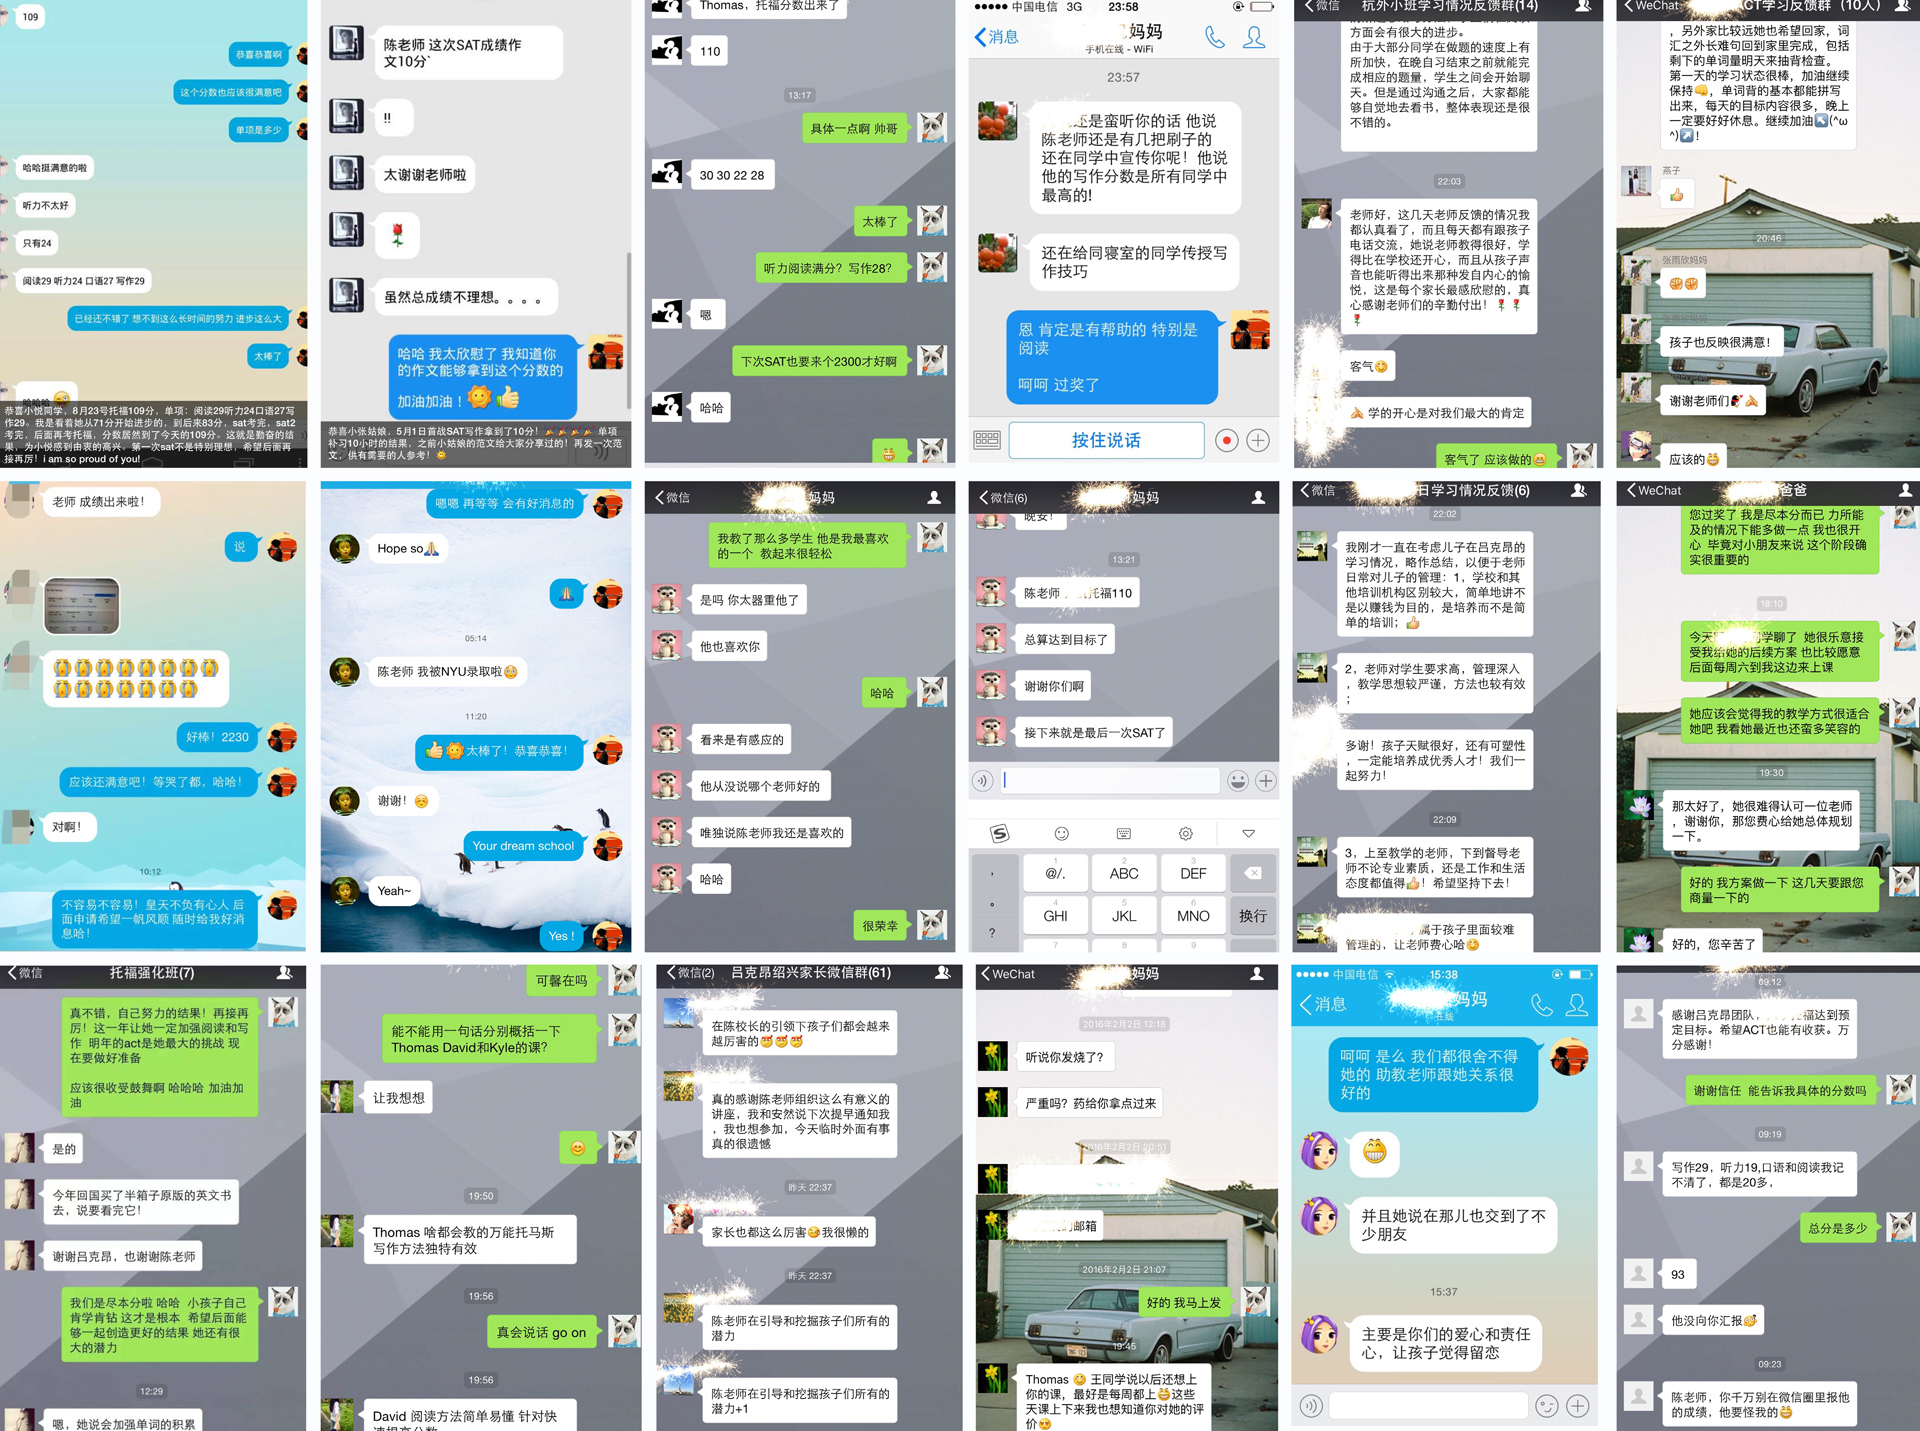 109
恭喜恭喜啊
这个分数也应该很满意吧
单项是多少
哈哈挺满意的啦
听力不太好
只有24
阅读29 听力24 口语27 写作29
已经还不错了 想不到这么长时间的努力 进步这么大
太棒了
哈哈哈
恭喜小悦同学，8月23号托福109分，单项：阅读29听力24口语27写
作29。我是看着她从71分开始进步的，到后来83分，sat考完，sat2
考完，后面再考托福，分数居然到了今天的109分。这就是勤奋的结
果，为小悦感到由衷的高兴。第一次sat不是特别理想，希望后面再
接再厉！i am so proud of you!
陈老师 这次SAT成绩作
文10分`
!!
太谢谢老师啦
虽然总成绩不理想。。。。
哈哈 我太欣慰了 我知道你
的作文能够拿到这个分数的
加油加油！
恭喜小张姑娘，5月1日首战SAT写作拿到了10分！ 单项
补习10小时的结果，之前小姑娘的范文给大家分享过的！再发一次范
文，供有需要的人参考！
Thomas，托福分数出来了
110
13:17
具体一点啊 帅哥
30 30 22 28
太棒了
听力阅读满分？写作28？
嗯
下次SAT也要来个2300才好啊
哈哈
中国电信 3G 23:58
消息
妈妈
手机在线 - WiFi
23:57
还是蛮听你的话 他说
陈老师还是有几把刷子的
还在同学中宣传你呢！他说
他的写作分数是所有同学中
最高的!
还在给同寝室的同学传授写
作技巧
恩 肯定是有帮助的 特别是
阅读
呵呵 过奖了
按住说话
微信 杭外小班学习情况反馈群(14)
方面会有很大的进步。
由于大部分同学在做题的速度上有
所加快，在晚自习结束之前就能完
成相应的题量，学生之间会开始聊
天。但是通过沟通之后，大家都能
够自觉地去看书，整体表现还是很
不错的。
22:03
老师好，这几天老师反馈的情况我
都认真看了，而且每天都有跟孩子
电话交流，她说老师教得很好，学
得比在学校还开心，而且从孩子声
音也能听得出来那种发自内心的愉
悦，这是每个家长最感欣慰的，真
心感谢老师们的辛勤付出！
客气
学的开心是对我们最大的肯定
客气了 应该做的
WeChat ACT学习反馈群（10人）
，另外家比较远她也希望回家，词
汇之外长难句回到家里完成，包括
剩下的单词量明天来抽背检查。
第一天的学习状态很棒，加油继续
保持 ，单词背的基本都能拼写
出来，每天的目标内容很多，晚上
一定要好好休息。继续加油 (^ω
^) ！
燕子
20:46
张雨欣妈妈
张雨欣妈妈
孩子也反映很满意！
谢谢老师们
应该的
老师 成绩出来啦！
说
好棒！2230
应该还满意吧！等哭了都，哈哈！
对啊！
10:12
不容易不容易！皇天不负有心人 后
面申请希望一帆风顺 随时给我好消
息哈！
嗯嗯 再等等 会有好消息的
Hope so
05:14
陈老师 我被NYU录取啦
11:20
太棒了！恭喜恭喜！
谢谢！
Your dream school
Yeah~
Yes！
微信 妈妈
我教了那么多学生 他是我最喜欢
的一个 教起来很轻松
是吗 你太器重他了
他也喜欢你
哈哈
看来是有感应的
他从没说哪个老师好的
唯独说陈老师我还是喜欢的
哈哈
很荣幸
微信(6) 妈妈
晚安！
13:21
陈老师， 托福110
总算达到目标了
谢谢你们啊
接下来就是最后一次SAT了
1 2 3
， @/. ABC DEF
4 5 6
。 GHI JKL MNO 换行
7 8 9
？
微信 日学习情况反馈(6)
22:02
我刚才一直在考虑儿子在吕克昂的
学习情况，略作总结，以便于老师
日常对儿子的管理：1，学校和其
他培训机构区别较大，简单地讲不
是以赚钱为目的，是培养而不是简
单的培训；
2，老师对学生要求高，管理深入
，教学思想较严谨，方法也较有效
；
多谢！孩子天赋很好，还有可塑性
，一定能培养成优秀人才！我们一
起努力！
22:09
3，上至教学的老师，下到督导老
师不论专业素质，还是工作和生活
态度都值得 ！希望坚持下去！
属于孩子里面较难
管理的，让老师费心哈
WeChat 爸爸
您过奖了 我是尽本分而已 力所能
及的情况下能多做一点 我也很开
心 毕竟对小朋友来说 这个阶段确
实很重要的
18:10
今天 同学聊了 她很乐意接
受我给她的后续方案 也比较愿意
后面每周六到我这边来上课
她应该会觉得我的教学方式很适合
她吧 我看她最近也还蛮多笑容的
19:30
那太好了，她很难得认可一位老师
，谢谢你，那您费心给她总体规划
一下。
好的 我方案做一下 这几天要跟您
商量一下的
好的，您辛苦了
微信 托福强化班(7)
真不错，自己努力的结果！再接再
厉！这一年让她一定加强阅读和写
作 明年的act是她最大的挑战 现
在要做好准备
应该很收受鼓舞啊 哈哈哈 加油加
油
是的
今年回国买了半箱子原版的英文书
去，说要看完它！
谢谢吕克昂，也谢谢陈老师
我们是尽本分啦 哈哈 小孩子自己
肯学肯钻 这才是根本 希望后面能
够一起创造更好的结果 她还有很
大的潜力
12:29
嗯，她说会加强单词的积累
可馨在吗
能不能用一句话分别概括一下
Thomas David和Kyle的课?
让我想想
19:50
Thomas 啥都会教的万能托马斯
写作方法独特有效
19:56
真会说话 go on
19:56
David 阅读方法简单易懂 针对快
速提高分数
微信(2) 吕克昂绍兴家长微信群(61)
在陈校长的引领下孩子们都会越来
越厉害的
真的感谢陈老师组织这么有意义的
讲座，我和安然说下次提早通知我
，我也想参加，今天临时外面有事
真的很遗憾
昨天 22:37
家长也都这么厉害 我很懒的
昨天 22:37
陈老师在引导和挖掘孩子们所有的
潜力
陈老师在引导和挖掘孩子们所有的
潜力+1
WeChat 妈妈
2016年2月2日 12:18
听说你发烧了？
严重吗？药给你拿点过来
2016年2月2日 20:51
的邮箱
2016年2月2日 21:07
好的 我马上发
19:45
Thomas 王同学说以后还想上
你的课，最好是每周都上 这些
天课上下来我也想知道你对她的评
价
中国电信 15:38
消息
妈妈
在线
呵呵 是么 我们都很舍不得
她的 助教老师跟她关系很
好的
并且她说在那儿也交到了不
少朋友
15:37
主要是你们的爱心和责任
心，让孩子觉得留恋
09:12
感谢吕克昂团队， 托福达到预
定目标。希望ACT也能有收获。万
分感谢！
谢谢信任 能告诉我具体的分数吗
09:19
写作29，听力19,口语和阅读我记
不清了，都是20多，
总分是多少
93
他没向你汇报
09:23
陈老师，你千万别在微信圈里报他
的成绩，他要怪我的